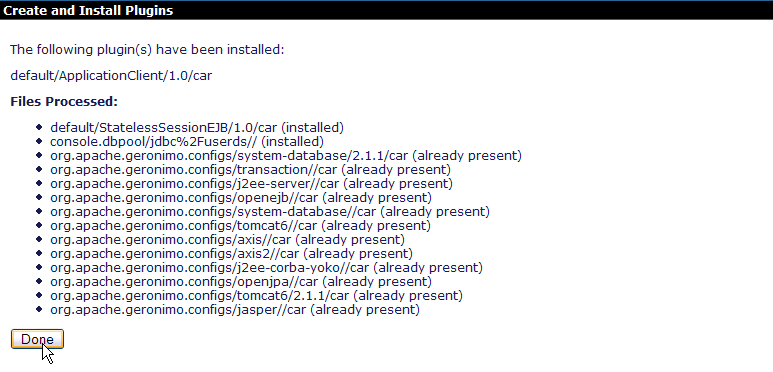 Create and Install Plugins
The following plugin(s) have been installed:
default/ApplicationClient/1.0/car
Files Processed:
default/StatelessSessionEJB/1.0/car (installed)
console.dbpool/jdbc%2Fuserds// (installed)
org.apache.geronimo.configs/system-database/2.1.1/car (already present)
org.apache.geronimo.configs/transaction//car (already present)
org.apache.geronimo.configs/j2ee-server//car (already present)
org.apache.geronimo.configs/openejb//car (already present)
org.apache.geronimo.configs/system-database//car (already present)
org.apache.geronimo.configs/tomcat6//car (already present)
org.apache.geronimo.configs/axis//car (already present)
org.apache.geronimo.configs/axis2//car (already present)
org.apache.geronimo.configs/j2ee-corba-yoko//car (already present)
org.apache.geronimo.configs/openjpa//car (already present)
org.apache.geronimo.configs/tomcat6/2.1.1/car (already present)
org.apache.geronimo.configs/jasper//car (already present)
Done